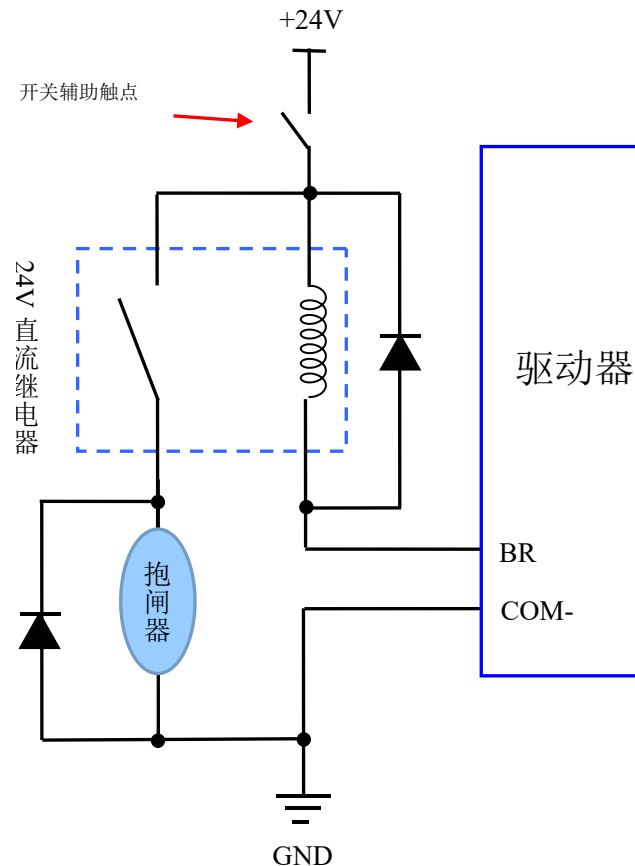 +24V
开关辅助触点
24V 直流继电器
驱动器
BR
抱闸器
COM-
GND